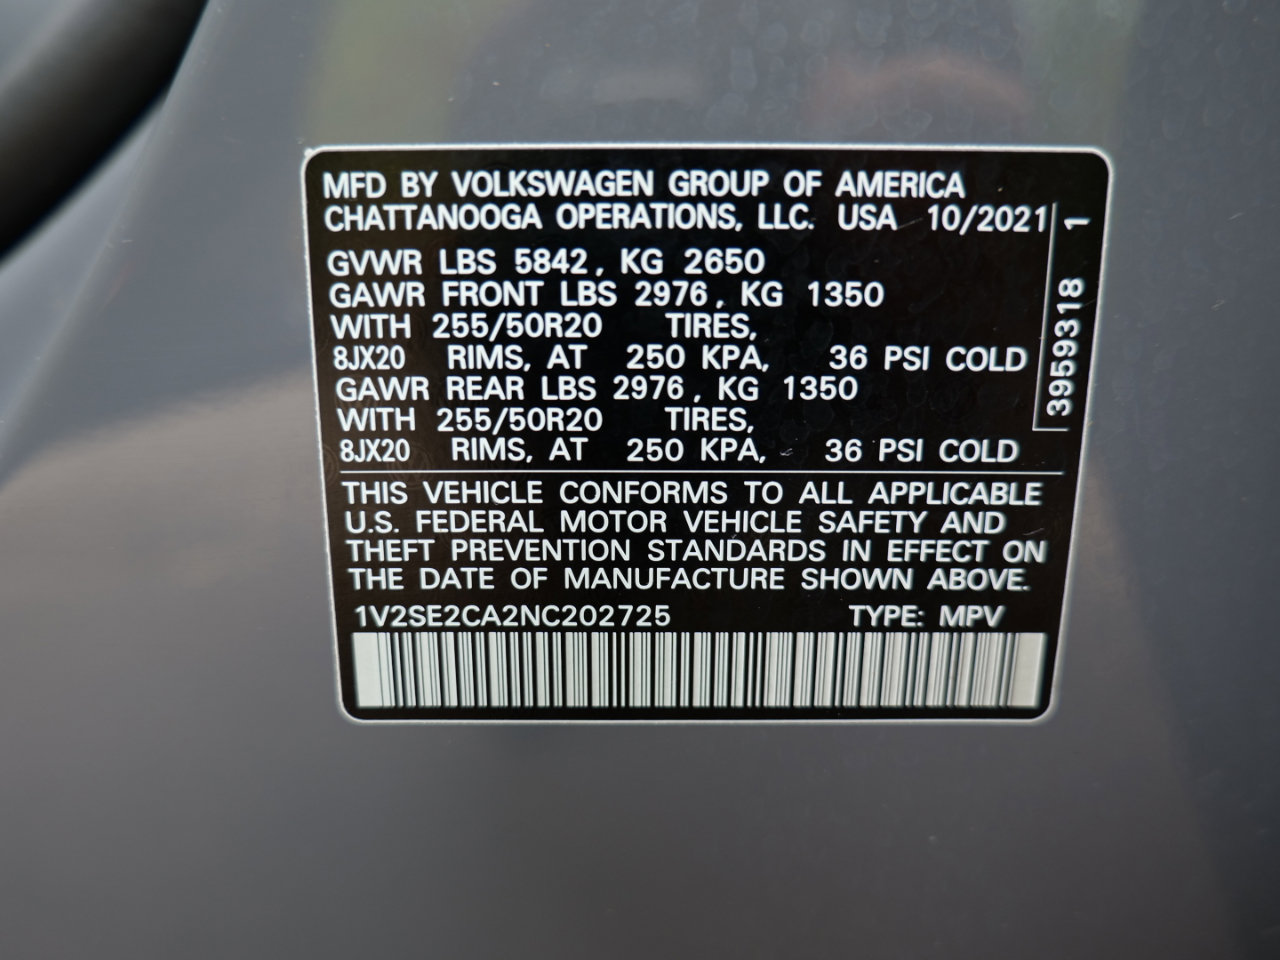 MFD BY VOLKSWAGEN GROUP OF AMERICA
CHATTANOOGA OPERATIONS, LLC. USA 10/2021
GVWR LBS 5842, KG 2650
GAWR FRONT LBS 2976, KG 1350
WITH 255/50R20 TIRES,
8JX20 RIMS, AT 250 KPA, 36 PSI COLD
GAWR REAR LBS 2976, KG 1350
WITH 255/50R20 TIRES,
8JX20 RIMS, AT 250 KPA, 36 PSI COLD
3959318 1
THIS VEHICLE CONFORMS TO ALL APPLICABLE
U.S. FEDERAL MOTOR VEHICLE SAFETY AND
THEFT PREVENTION STANDARDS IN EFFECT ON
THE DATE OF MANUFACTURE SHOWN ABOVE.
1V2SE2CA2NC202725 TYPE: MPV